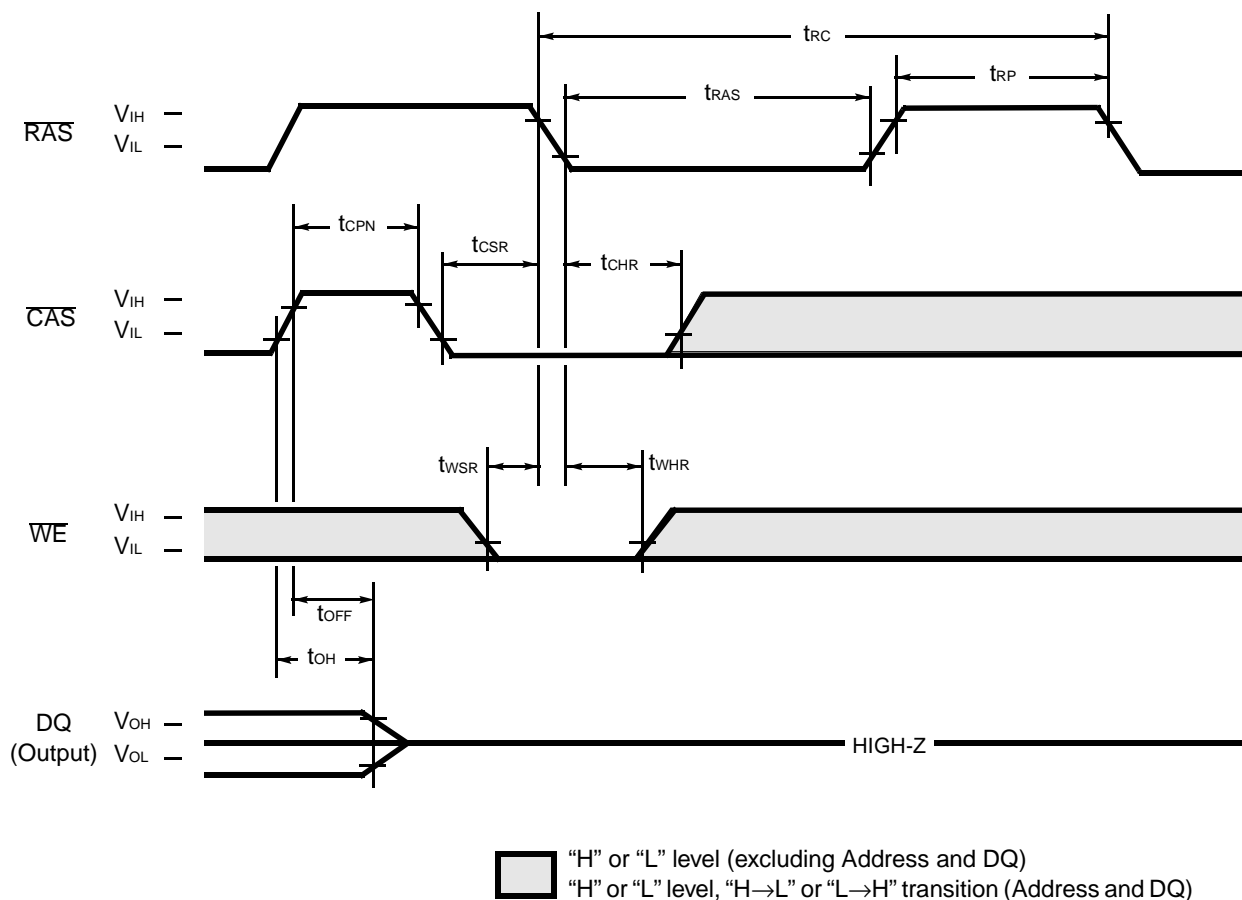 tRC
tRP
tRAS
RAS
VIH
VIL
tCPN
tCSR
tCHR
CAS
VIH
VIL
tWSR
tWHR
WE
VIH
VIL
tOFF
tOH
DQ
(Output)
VOH
VOL
HIGH-Z
“H” or “L” level (excluding Address and DQ)
“H” or “L” level, “H→L” or “L→H” transition (Address and DQ)